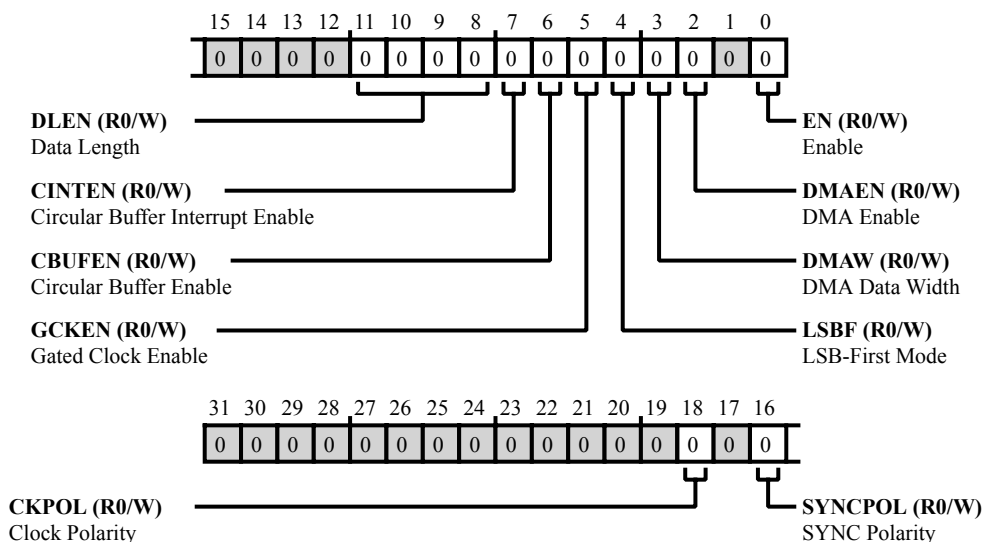 15 14 13 12 11 10 9 8 7 6 5 4 3 2 1 0
0 0 0 0 0 0 0 0 0 0 0 0 0 0 0 0
DLEN (R0/W)
Data Length
EN (R0/W)
Enable
CINTEN (R0/W)
Circular Buffer Interrupt Enable
DMAEN (R0/W)
DMA Enable
CBUFEN (R0/W)
Circular Buffer Enable
DMAW (R0/W)
DMA Data Width
GCKEN (R0/W)
Gated Clock Enable
LSBF (R0/W)
LSB-First Mode
31 30 29 28 27 26 25 24 23 22 21 20 19 18 17 16
0 0 0 0 0 0 0 0 0 0 0 0 0 0 0 0
CKPOL (R0/W)
Clock Polarity
SYNCPOL (R0/W)
SYNC Polarity